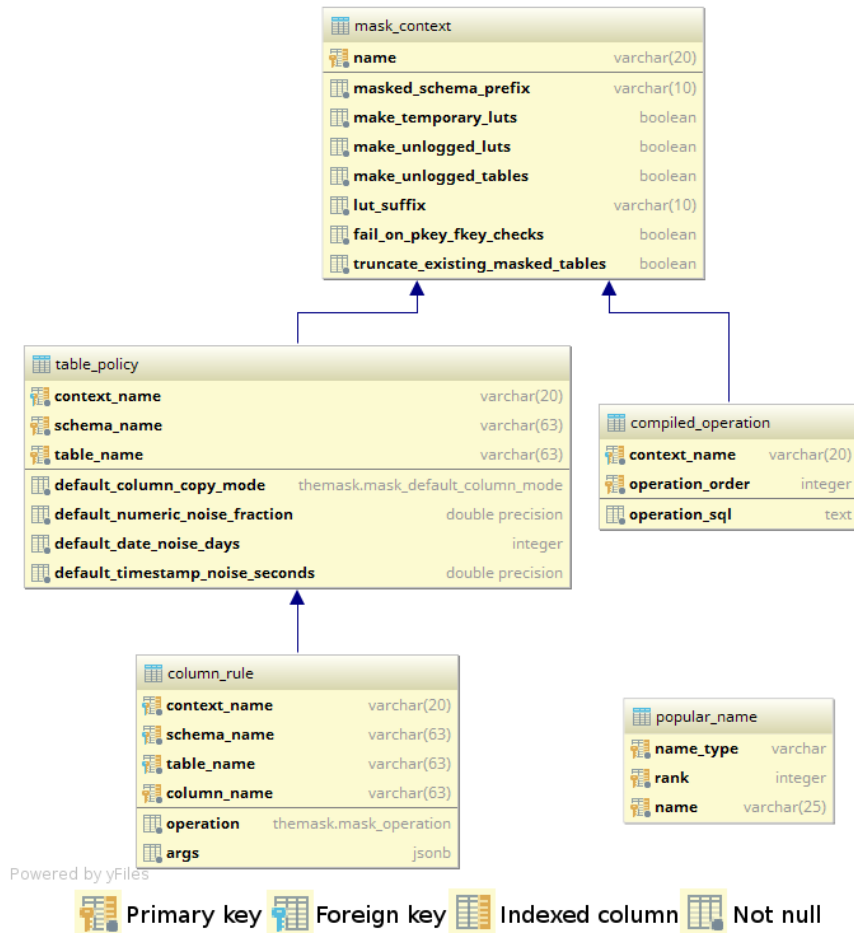 mask_context
name varchar(20)
masked_schema_prefix varchar(10)
make_temporary_luts boolean
make_unlogged_luts boolean
make_unlogged_tables boolean
lut_suffix varchar(10)
fail_on_pkey_fkey_checks boolean
truncate_existing_masked_tables boolean
table_policy
context_name varchar(20)
schema_name varchar(63)
table_name varchar(63)
default_column_copy_mode themask.mask_default_column_mode
default_numeric_noise_fraction double precision
default_date_noise_days integer
default_timestamp_noise_seconds double precision
compiled_operation
context_name varchar(20)
operation_order integer
operation_sql text
column_rule
context_name varchar(20)
schema_name varchar(63)
table_name varchar(63)
column_name varchar(63)
operation themask.mask_operation
args jsonb
popular_name
name_type varchar
rank integer
name varchar(25)
Powered by yFiles
Primary key Foreign key Indexed column Not null